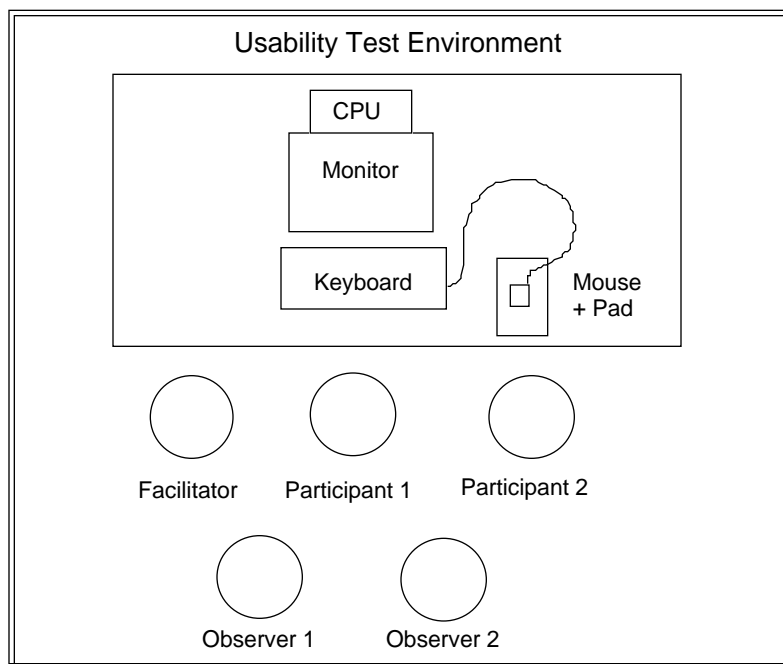 Usability Test Environment
CPU
Monitor
Keyboard
Mouse
+ Pad
Facilitator
Participant 1
Participant 2
Observer 1
Observer 2